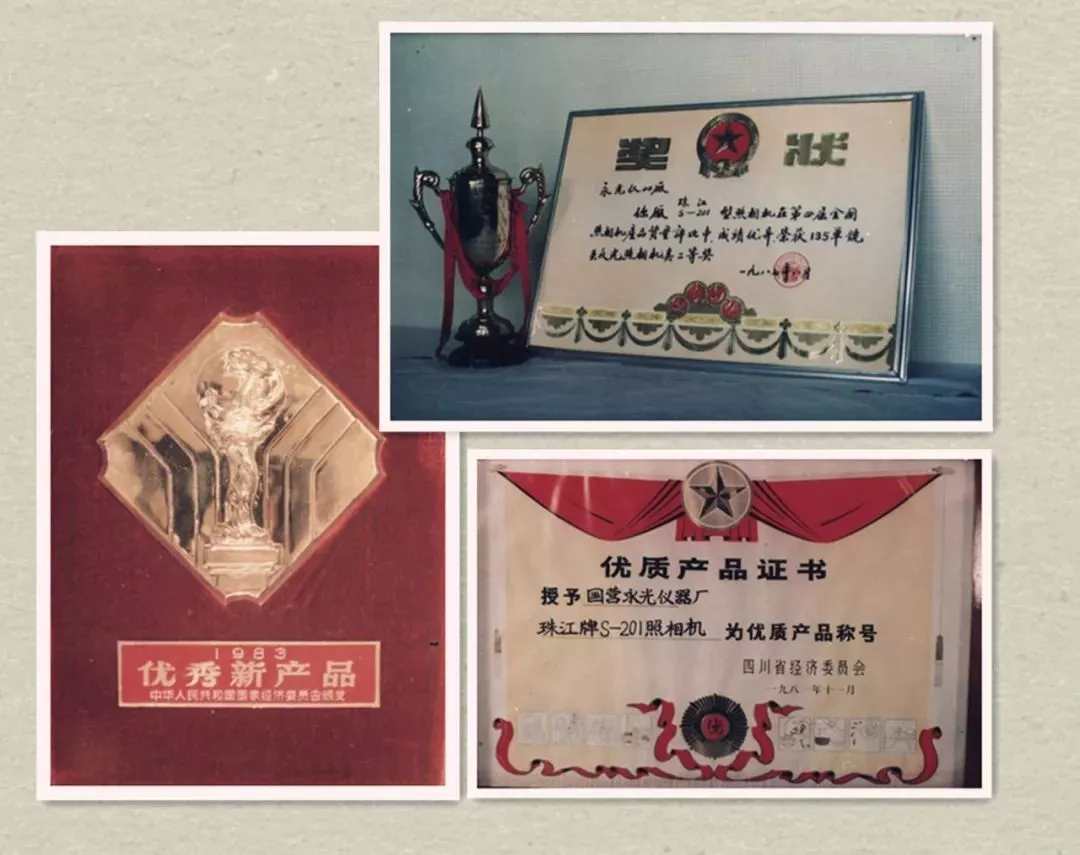 奖状
永光仪器厂
珠江
你厂 S-201 型照相机在第四届全国
照相机产品质量评比中,成绩优异,荣获135单镜
头反光照相机类二等奖
1983
优秀新产品
中华人民共和国国家经济委员会颁奖
优质产品证书
授予国营永光仪器厂
珠江牌S-201照相机 为优质产品称号
四川省经济委员会
一九八一年十一月
优